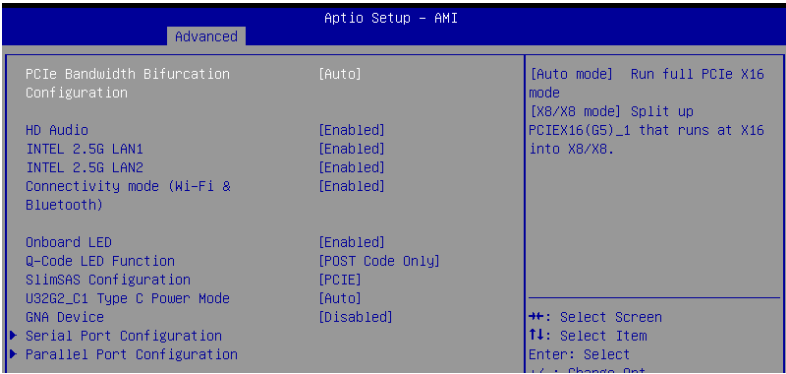 Aptio Setup – AMI
Advanced
PCIe Bandwidth Bifurcation [Auto]
Configuration
HD Audio [Enabled]
INTEL 2.5G LAN1 [Enabled]
INTEL 2.5G LAN2 [Enabled]
Connectivity mode (Wi-Fi & [Enabled]
Bluetooth)
Onboard LED [Enabled]
Q-Code LED Function [POST Code Only]
SlimSAS Configuration [PCIE]
U32G2_C1 Type C Power Mode [Auto]
GNA Device [Disabled]
Serial Port Configuration
Parallel Port Configuration
[Auto mode] Run full PCIe X16
mode
[X8/X8 mode] Split up
PCIEX16(G5)_1 that runs at X16
into X8/X8.
→←: Select Screen
↑↓: Select Item
Enter: Select
+/-: Change Opt.